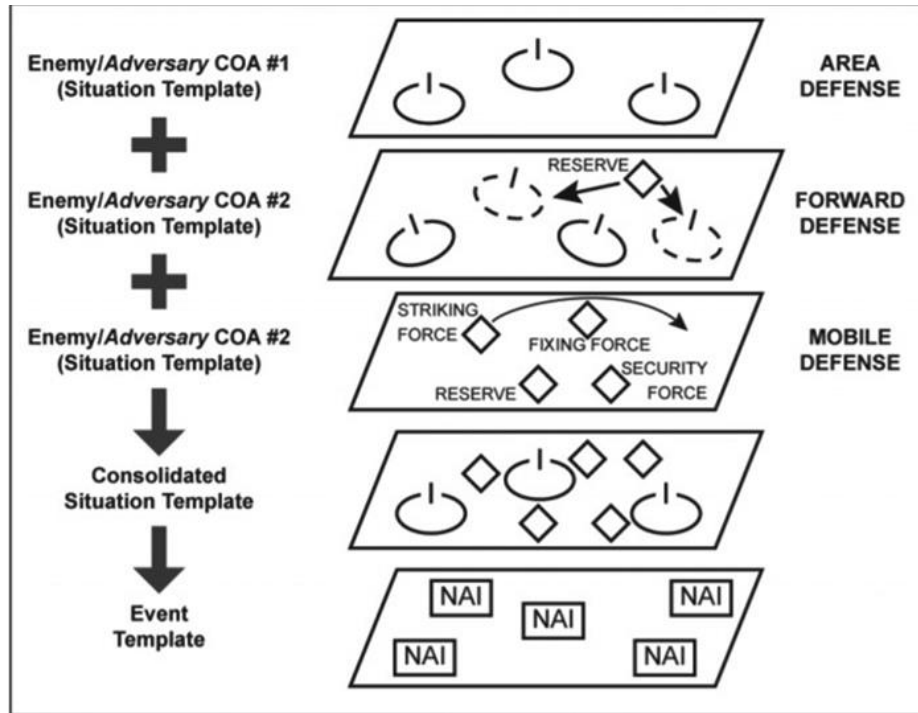 Enemy/Adversary COA #1
(Situation Template)
AREA
DEFENSE
Enemy/Adversary COA #2
(Situation Template)
RESERVE
FORWARD
DEFENSE
Enemy/Adversary COA #2
(Situation Template)
STRIKING
FORCE
FIXING FORCE
RESERVE
SECURITY
FORCE
MOBILE
DEFENSE
Consolidated
Situation Template
Event
Template
NAI
NAI
NAI
NAI
NAI